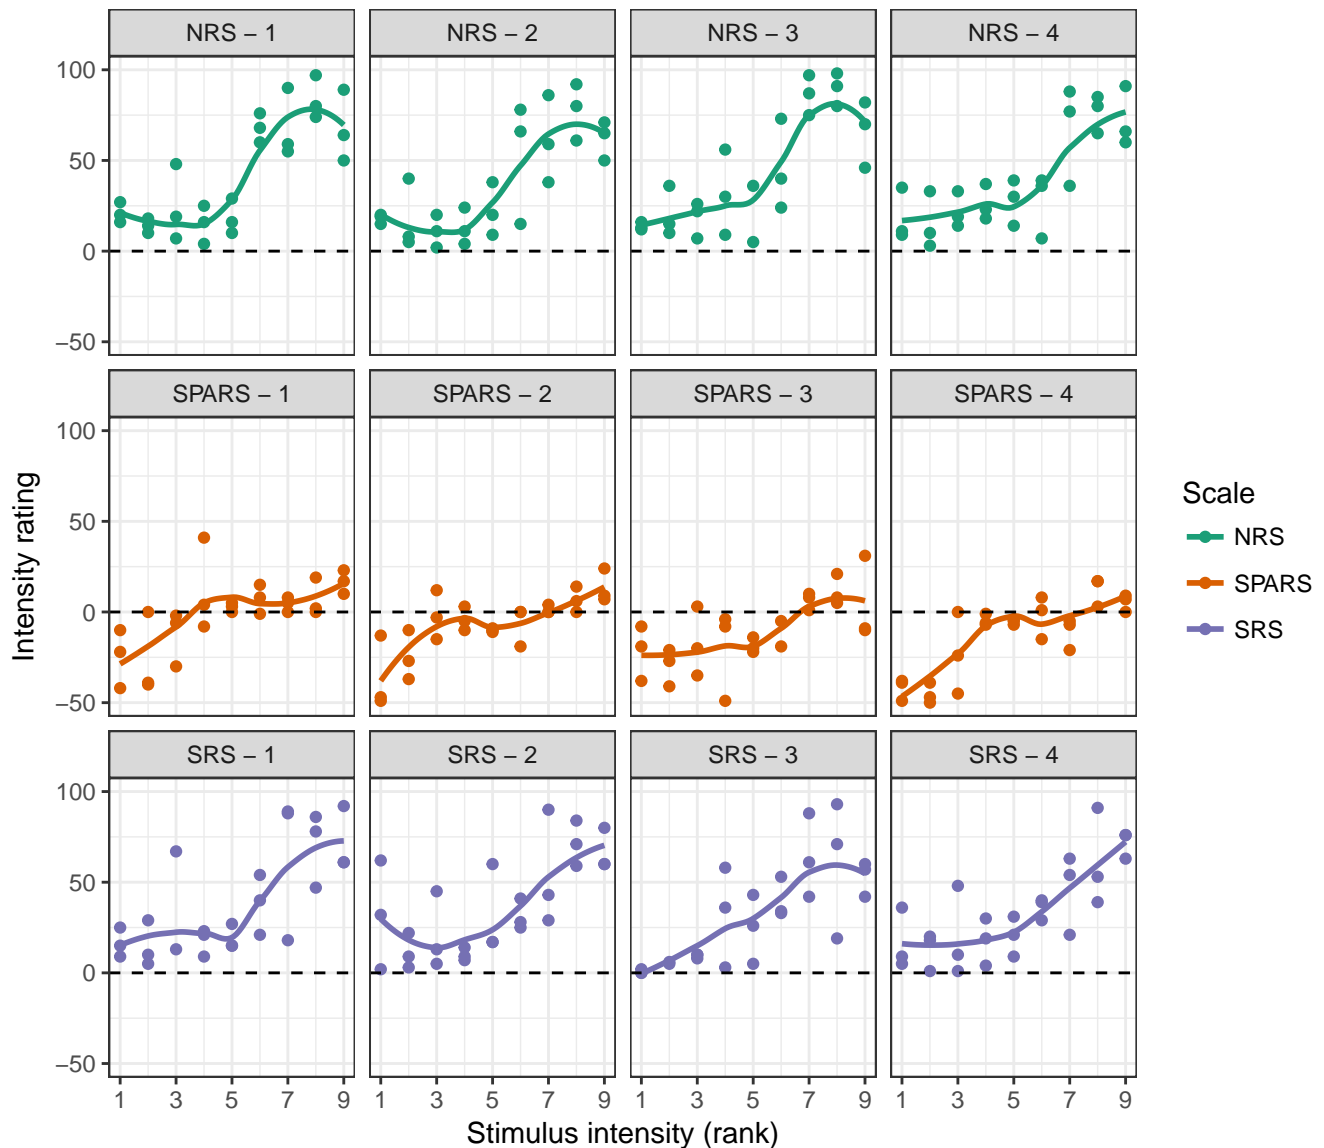 NRS − 1
NRS − 2
NRS − 3
NRS − 4
100
50
0
−50
SPARS − 1
SPARS − 2
SPARS − 3
SPARS − 4
100
50
0
−50
SRS − 1
SRS − 2
SRS − 3
SRS − 4
100
50
0
−50
1 3 5 7 9
1 3 5 7 9
1 3 5 7 9
1 3 5 7 9
Stimulus intensity (rank)
Intensity rating
Scale
NRS
SPARS
SRS